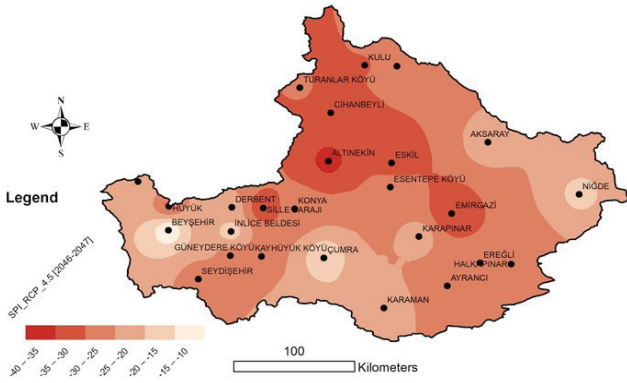 KULU
TURANLAR KÖYÜ
CİHANBEYLİ
AKSARAY
ALTINEKİN
ESKİL
ESENTEPE KÖYÜ
NİĞDE
N
W E
S
Legend
DERBENT
KONYA
HÜYÜK
SİLLE BARAJI
EMİRGAZİ
BEYŞEHİR
İNLİCE BELDESİ
KARAPINAR
GÜNEYDERE KÖYÜ
KAYHÜYÜK KÖYÜ
ÇUMRA
EREĞLİ
HALKAPINAR
SEYDİŞEHİR
AYRANCI
KARAMAN
SPI_RCP_4.5 [2046-2047]
-40 – -35
-35 – -30
-30 – -25
-25 – -20
-20 – -15
-15 – -10
100
Kilometers